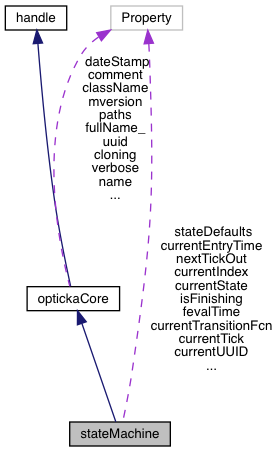 handle
Property
dateStamp
comment
className
mversion
paths
fullName_
uuid
cloning
verbose
name
...
stateDefaults
currentEntryTime
nextTickOut
currentIndex
currentState
isFinishing
fevalTime
currentTransitionFcn
currentTick
currentUUID
...
optickaCore
stateMachine